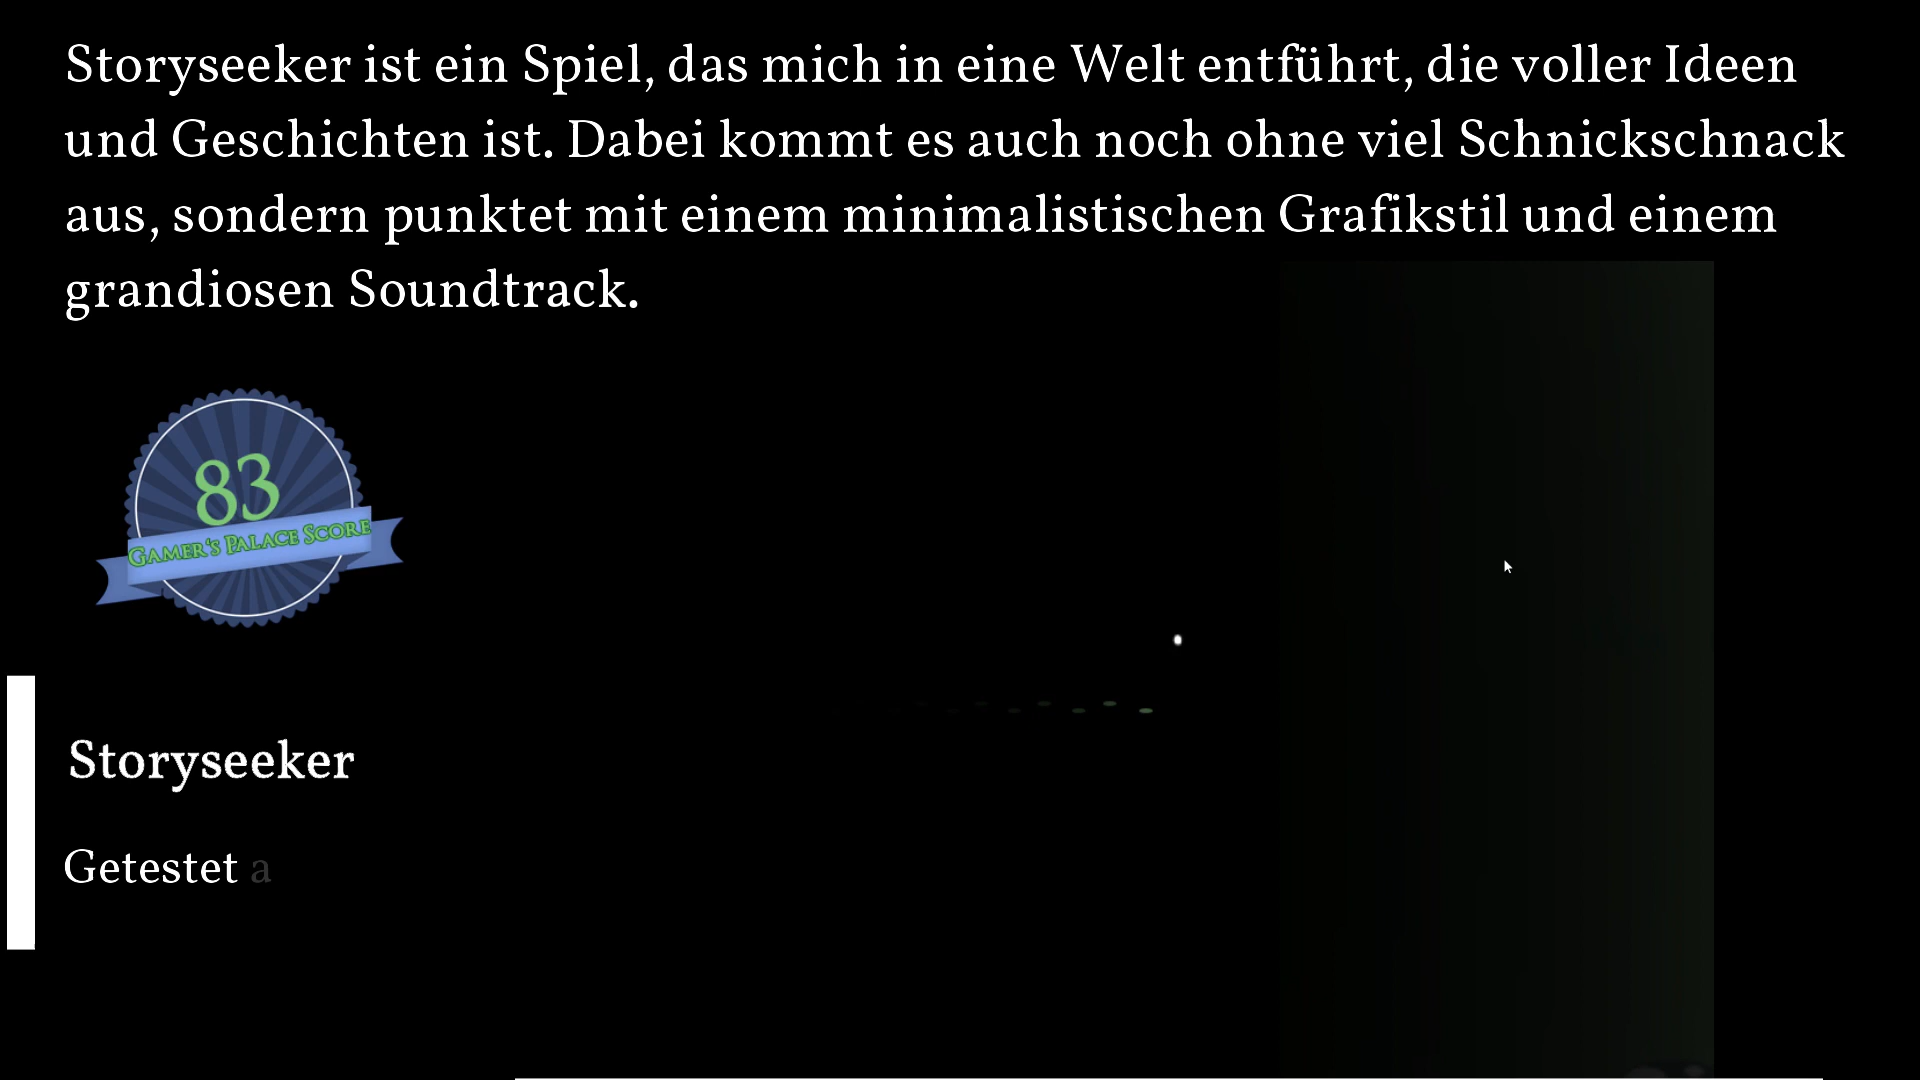 Storyseeker ist ein Spiel, das mich in eine Welt entführt, die voller Ideen
und Geschichten ist. Dabei kommt es auch noch ohne viel Schnickschnack
aus, sondern punktet mit einem minimalistischen Grafikstil und einem
grandiosen Soundtrack.
83
GAMER'S PALACE SCORE
Storyseeker
Getestet a